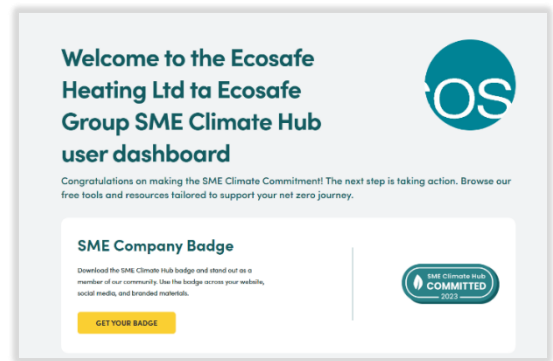 Welcome to the Ecosafe
Heating Ltd ta Ecosafe
Group SME Climate Hub
user dashboard
os
Congratulations on making the SME Climate Commitment! The next step is taking action. Browse our
free tools and resources tailored to support your net zero journey.
SME Company Badge
Download the SME Climate Hub badge and stand out as a
member of our community. Use the badge across your website,
social media, and branded materials.
GET YOUR BADGE
SME Climate Hub
COMMITTED
2023